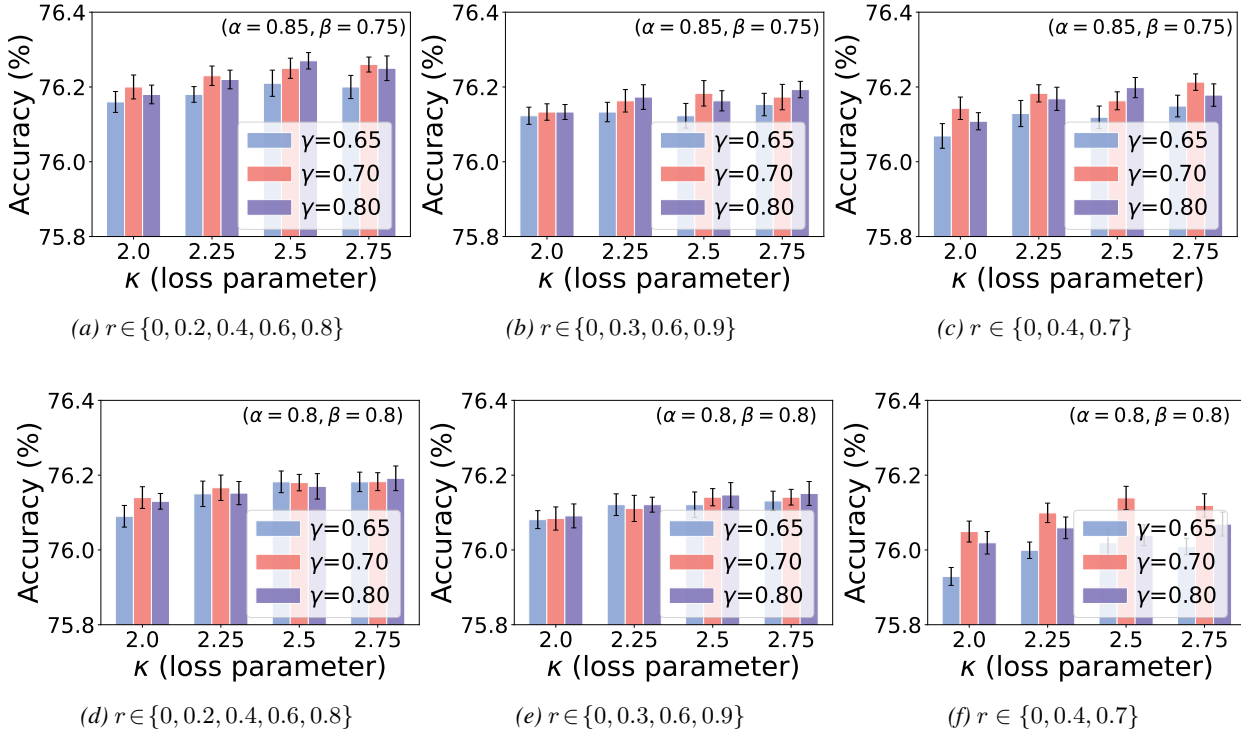 76.4
76.2
76.0
75.8
Accuracy (%)
(α = 0.85, β = 0.75)
γ=0.65
γ=0.70
γ=0.80
2.0 2.25 2.5 2.75
κ (loss parameter)
(a) r ∈ {0, 0.2, 0.4, 0.6, 0.8}
76.4
76.2
76.0
75.8
Accuracy (%)
(α = 0.85, β = 0.75)
γ=0.65
γ=0.70
γ=0.80
2.0 2.25 2.5 2.75
κ (loss parameter)
(b) r ∈ {0, 0.3, 0.6, 0.9}
76.4
76.2
76.0
75.8
Accuracy (%)
(α = 0.85, β = 0.75)
γ=0.65
γ=0.70
γ=0.80
2.0 2.25 2.5 2.75
κ (loss parameter)
(c) r ∈ {0, 0.4, 0.7}
76.4
76.2
76.0
75.8
Accuracy (%)
(α = 0.8, β = 0.8)
γ=0.65
γ=0.70
γ=0.80
2.0 2.25 2.5 2.75
κ (loss parameter)
(d) r ∈ {0, 0.2, 0.4, 0.6, 0.8}
76.4
76.2
76.0
75.8
Accuracy (%)
(α = 0.8, β = 0.8)
γ=0.65
γ=0.70
γ=0.80
2.0 2.25 2.5 2.75
κ (loss parameter)
(e) r ∈ {0, 0.3, 0.6, 0.9}
76.4
76.2
76.0
75.8
Accuracy (%)
(α = 0.8, β = 0.8)
γ=0.65
γ=0.70
γ=0.80
2.0 2.25 2.5 2.75
κ (loss parameter)
(f) r ∈ {0, 0.4, 0.7}